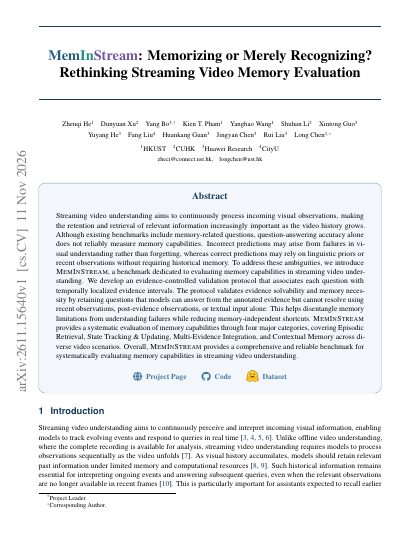 MemInStream: Memorizing or Merely Recognizing?
Rethinking Streaming Video Memory Evaluation
Zhenqi He¹ Dunyuan Xu² Yang Bo³,† Kien T. Pham¹ Yanghao Wang¹ Shuhan Li¹ Xintong Guo³
Yuyang He³ Fang Liu⁴ Huankang Guan³ Jingyan Chen³ Rui Liu³ Long Chen¹,*
¹HKUST ²CUHK ³Huawei Research ⁴CityU
zhect@connect.ust.hk, longchen@ust.hk
Abstract
Streaming video understanding aims to continuously process incoming visual observations, making
the retention and retrieval of relevant information increasingly important as the video history grows.
Although existing benchmarks include memory-related questions, question-answering accuracy alone
does not reliably measure memory capabilities. Incorrect predictions may arise from failures in vi-
sual understanding rather than forgetting, whereas correct predictions may rely on linguistic priors or
recent observations without requiring historical memory. To address these ambiguities, we introduce
MEMINSTREAM, a benchmark dedicated to evaluating memory capabilities in streaming video under-
standing. We develop an evidence-controlled validation protocol that associates each question with
temporally localized evidence intervals. The protocol validates evidence solvability and memory neces-
sity by retaining questions that models can answer from the annotated evidence but cannot resolve using
recent observations, post-evidence observations, or textual input alone. This helps disentangle memory
limitations from understanding failures while reducing memory-independent shortcuts. MEMINSTREAM
provides a systematic evaluation of memory capabilities through four major categories, covering Episodic
Retrieval, State Tracking & Updating, Multi-Evidence Integration, and Contextual Memory across di-
verse video scenarios. Overall, MEMINSTREAM provides a comprehensive and reliable benchmark for
systematically evaluating memory capabilities in streaming video understanding.
Project Page Code Dataset
arXiv:2611.15640v1 [cs.CV] 11 Nov 2026
1 Introduction
Streaming video understanding aims to continuously perceive and interpret incoming visual information, enabling
models to track evolving events and respond to queries in real time [3, 4, 5, 6]. Unlike offline video understanding,
where the complete recording is available for analysis, streaming video understanding requires models to process
observations sequentially as the video unfolds [7]. As visual history accumulates, models should retain relevant
past information under limited memory and computational resources [8, 9]. Such historical information remains
essential for interpreting ongoing events and answering subsequent queries, even when the relevant observations
are no longer available in recent frames [10]. This is particularly important for assistants expected to recall earlier
†Project Leader
*Corresponding Author.